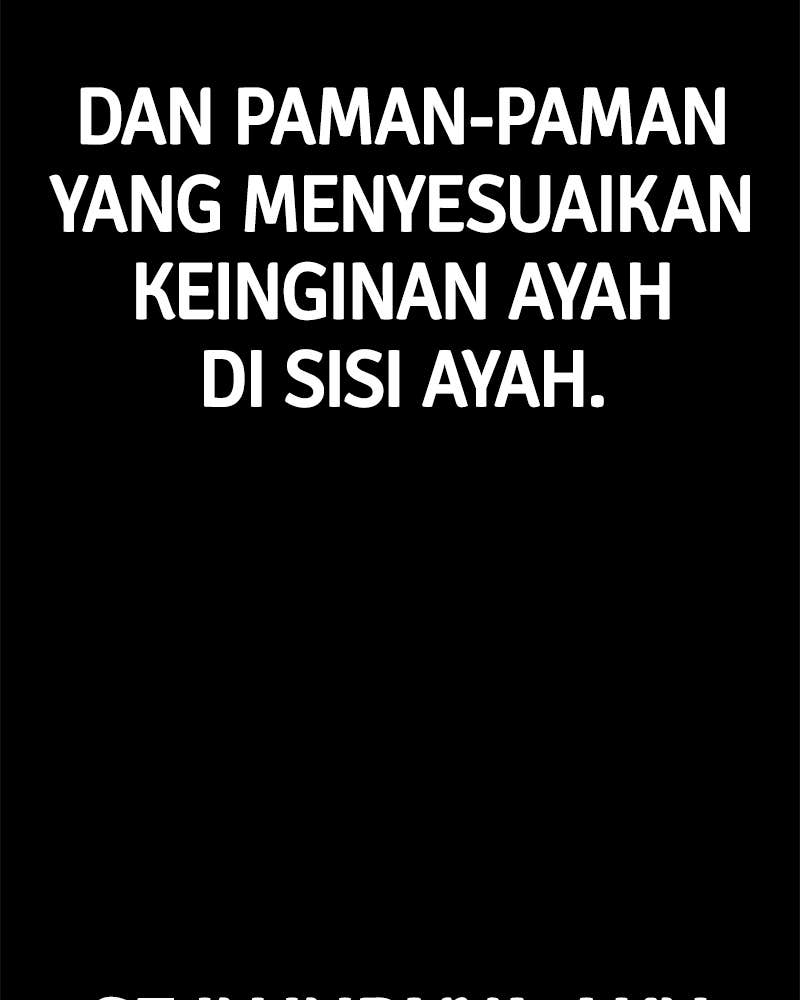 DAN PAMAN-PAMAN
YANG MENYESUAIKAN
KEINGINAN AYAH
DI SISI AYAH.